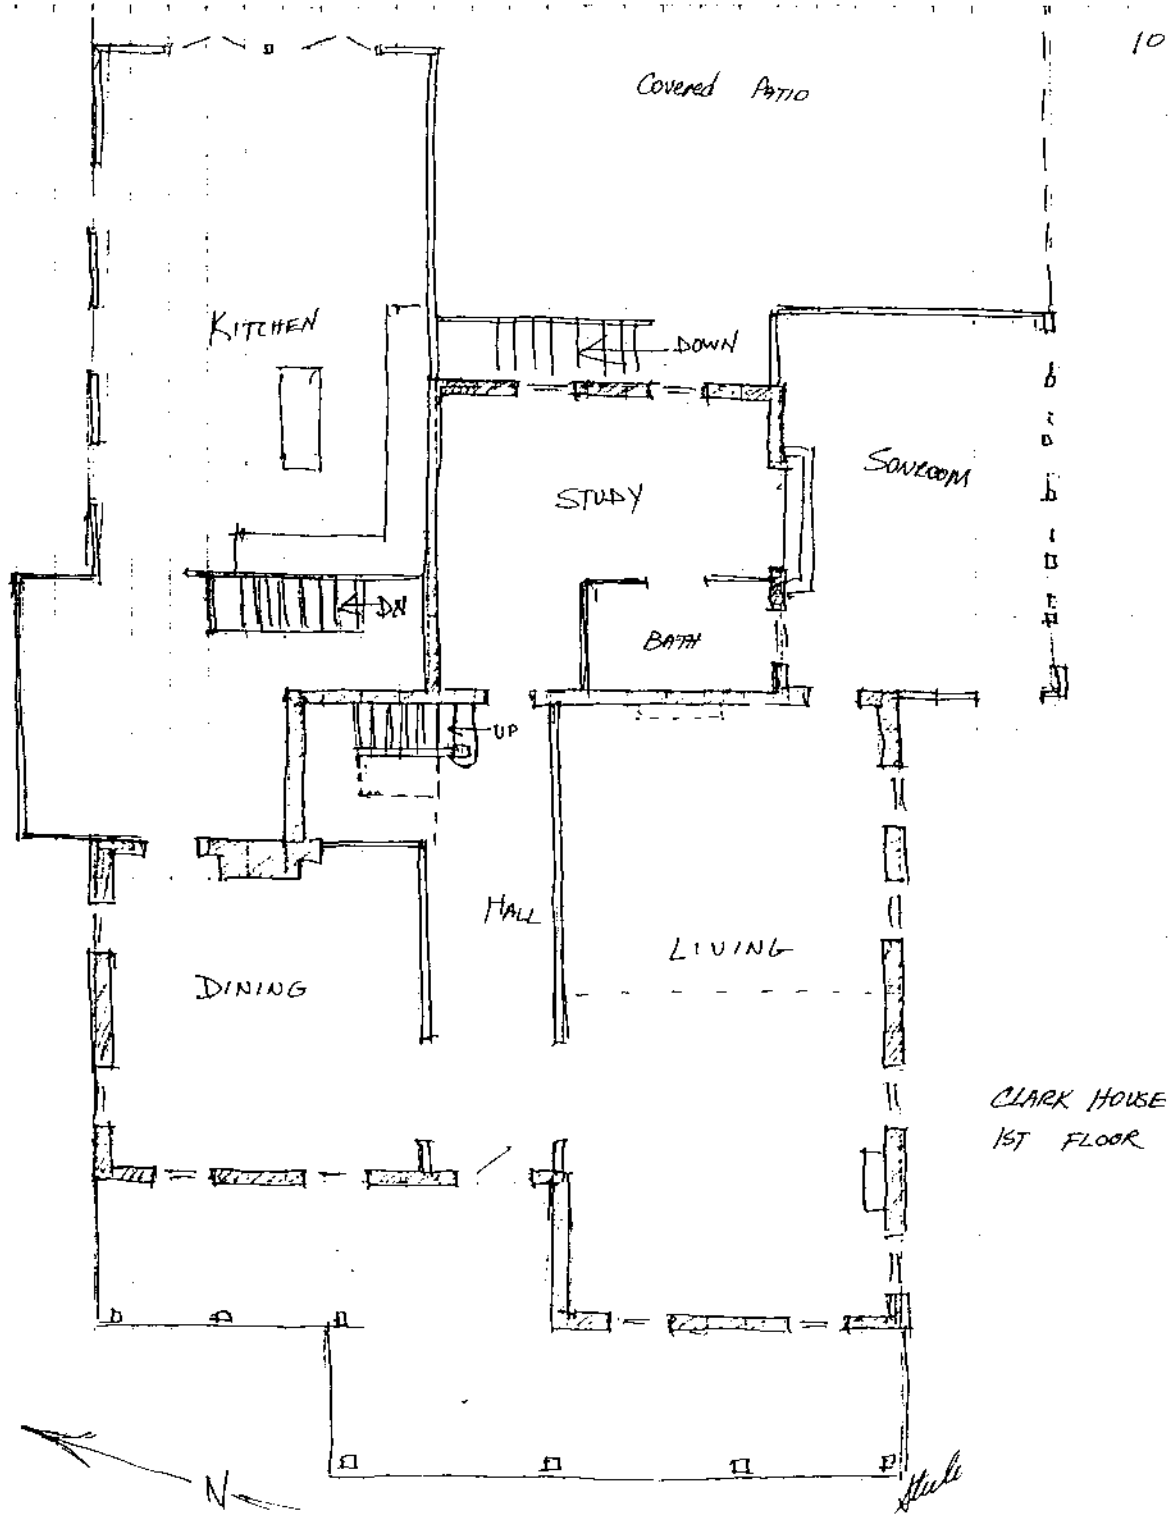 10
Covered PATIO
KITCHEN
DOWN
STUDY
SUNROOM
DN
BATH
UP
HALL
LIVING
DINING
CLARK HOUSE
1ST FLOOR
N